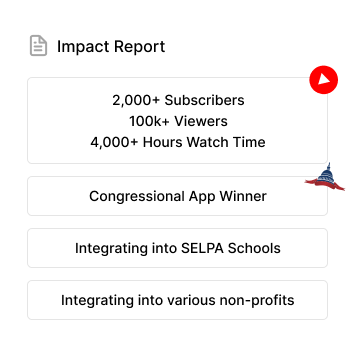 Impact Report
2,000+ Subscribers
100k+ Viewers
4,000+ Hours Watch Time
Congressional App Winner
Integrating into SELPA Schools
Integrating into various non-profits